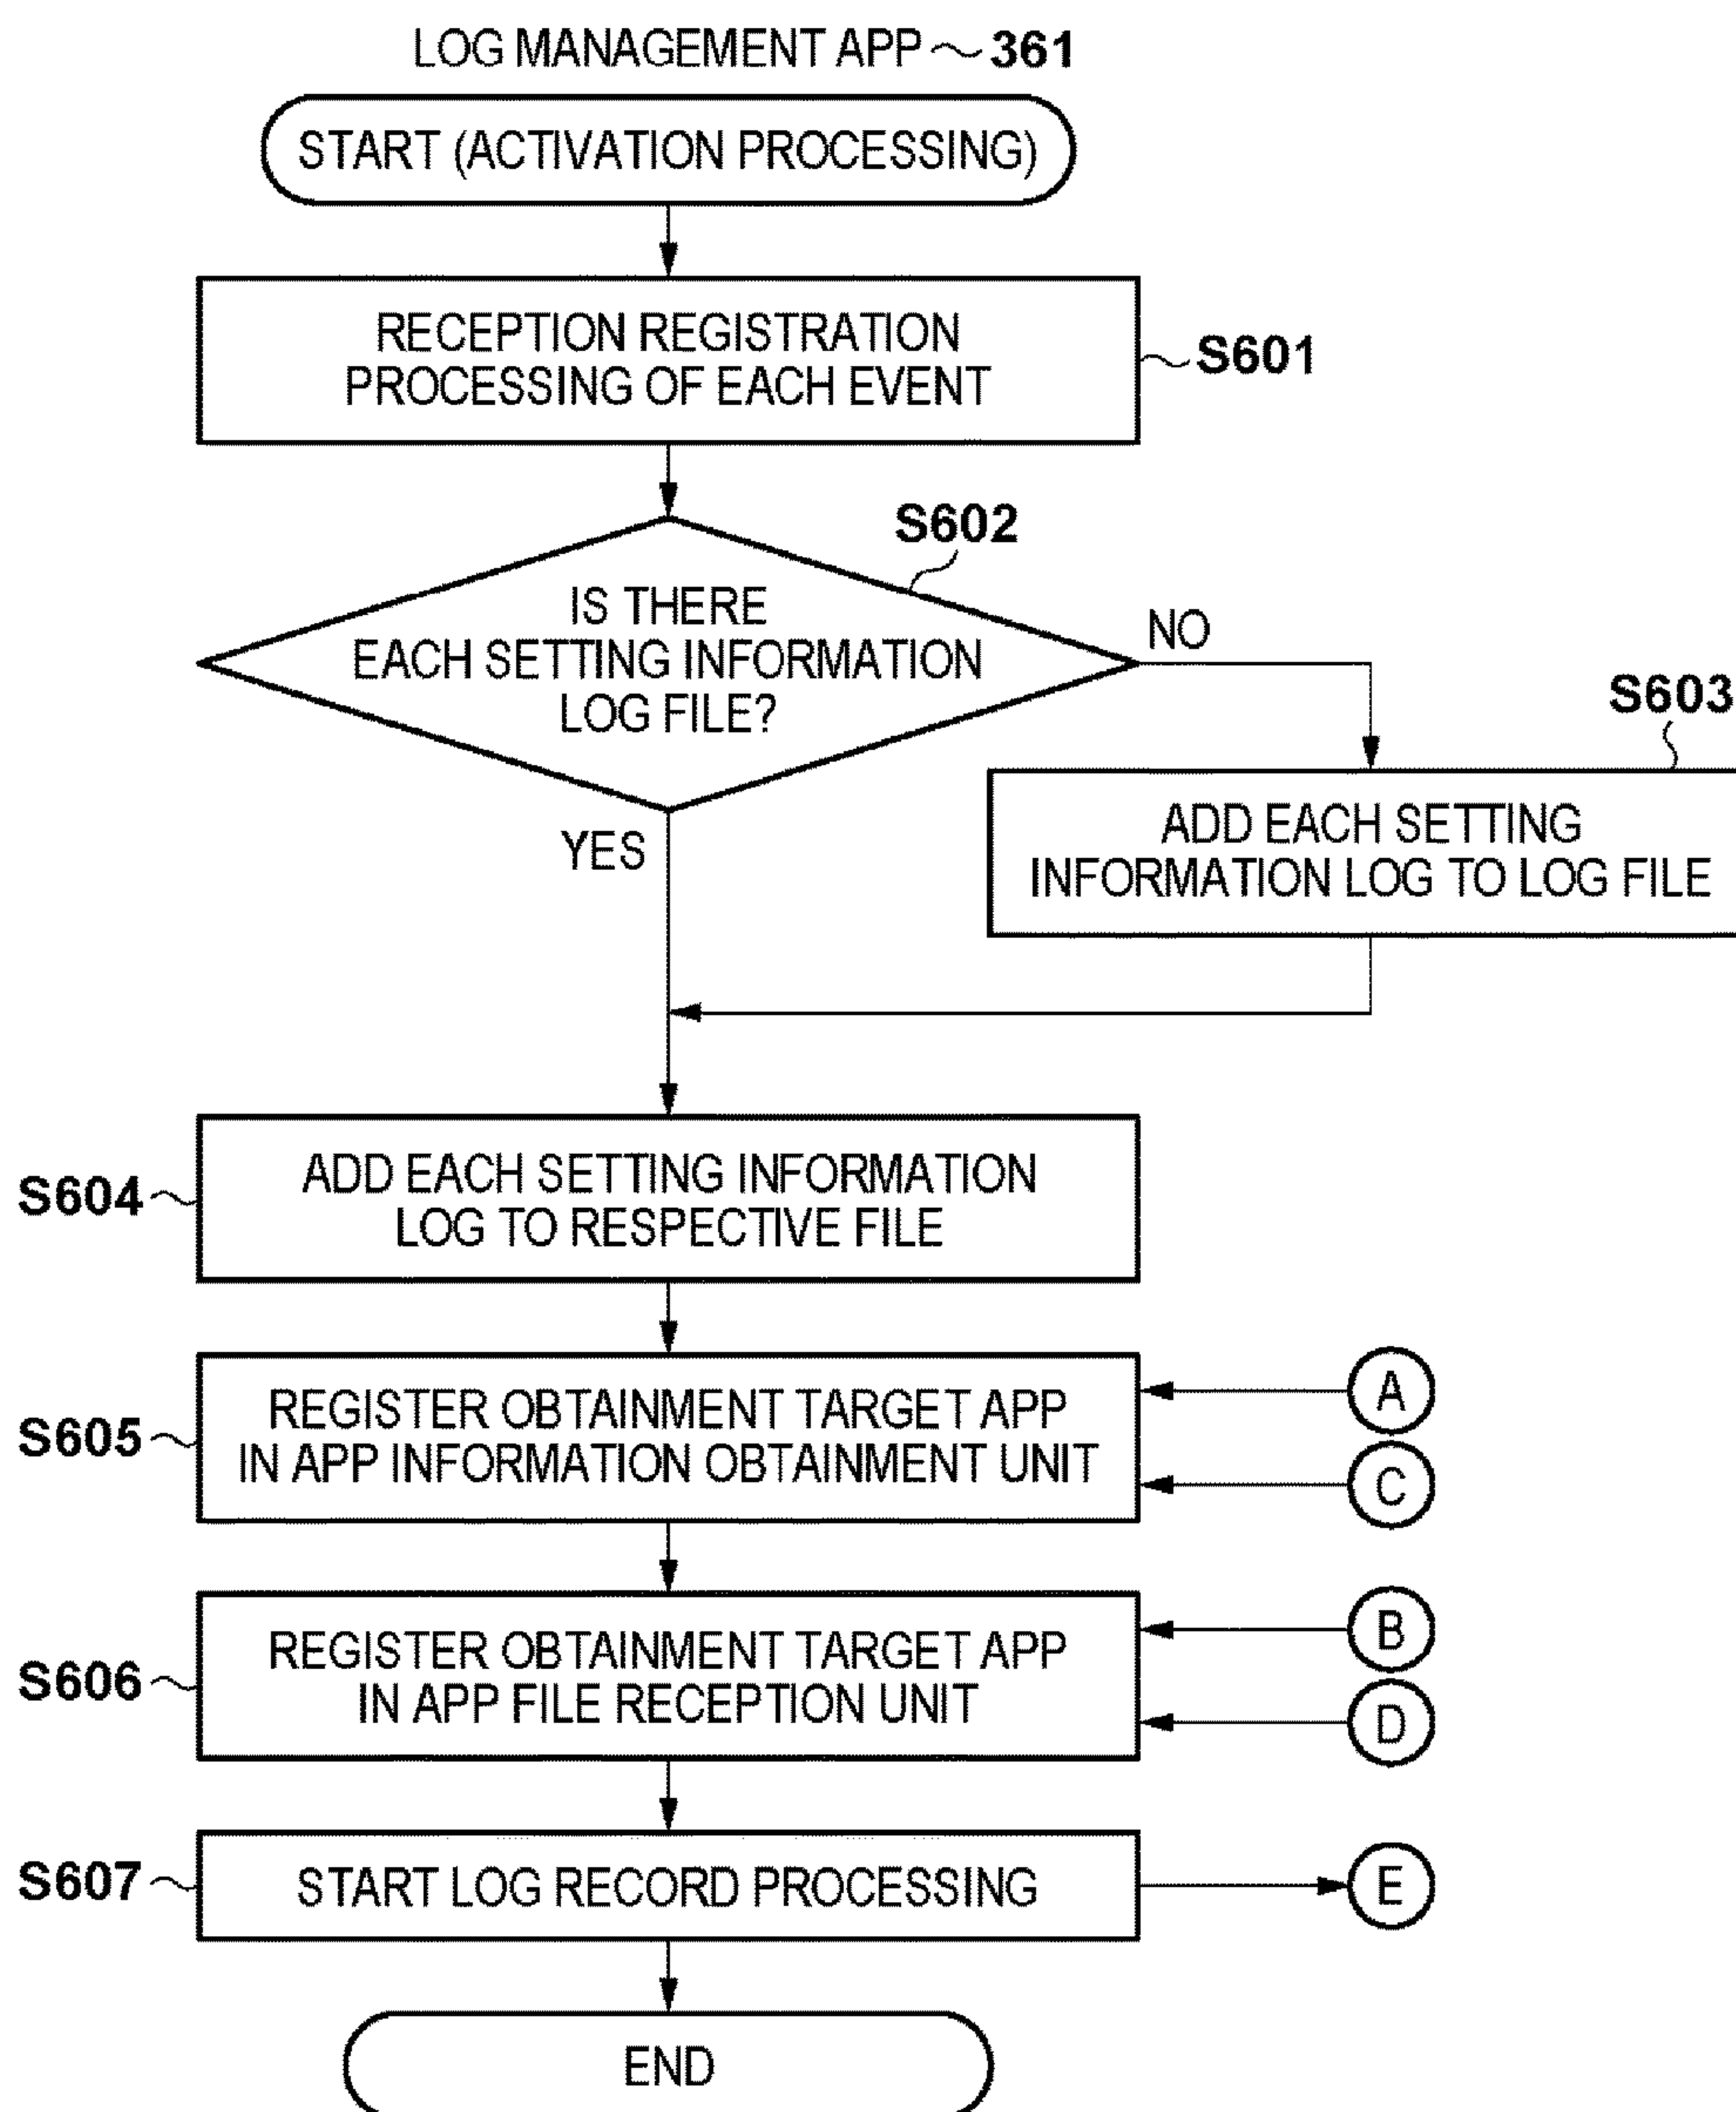 LOG MANAGEMENT APP 361
START (ACTIVATION PROCESSING)
RECEPTION REGISTRATION
PROCESSING OF EACH EVENT
S601
S602
IS THERE
EACH SETTING INFORMATION
LOG FILE?
NO
YES
S603
ADD EACH SETTING
INFORMATION LOG TO LOG FILE
S604
ADD EACH SETTING INFORMATION
LOG TO RESPECTIVE FILE
S605
REGISTER OBTAINMENT TARGET APP
IN APP INFORMATION OBTAINMENT UNIT
A
C
S606
REGISTER OBTAINMENT TARGET APP
IN APP FILE RECEPTION UNIT
B
D
S607
START LOG RECORD PROCESSING
E
END